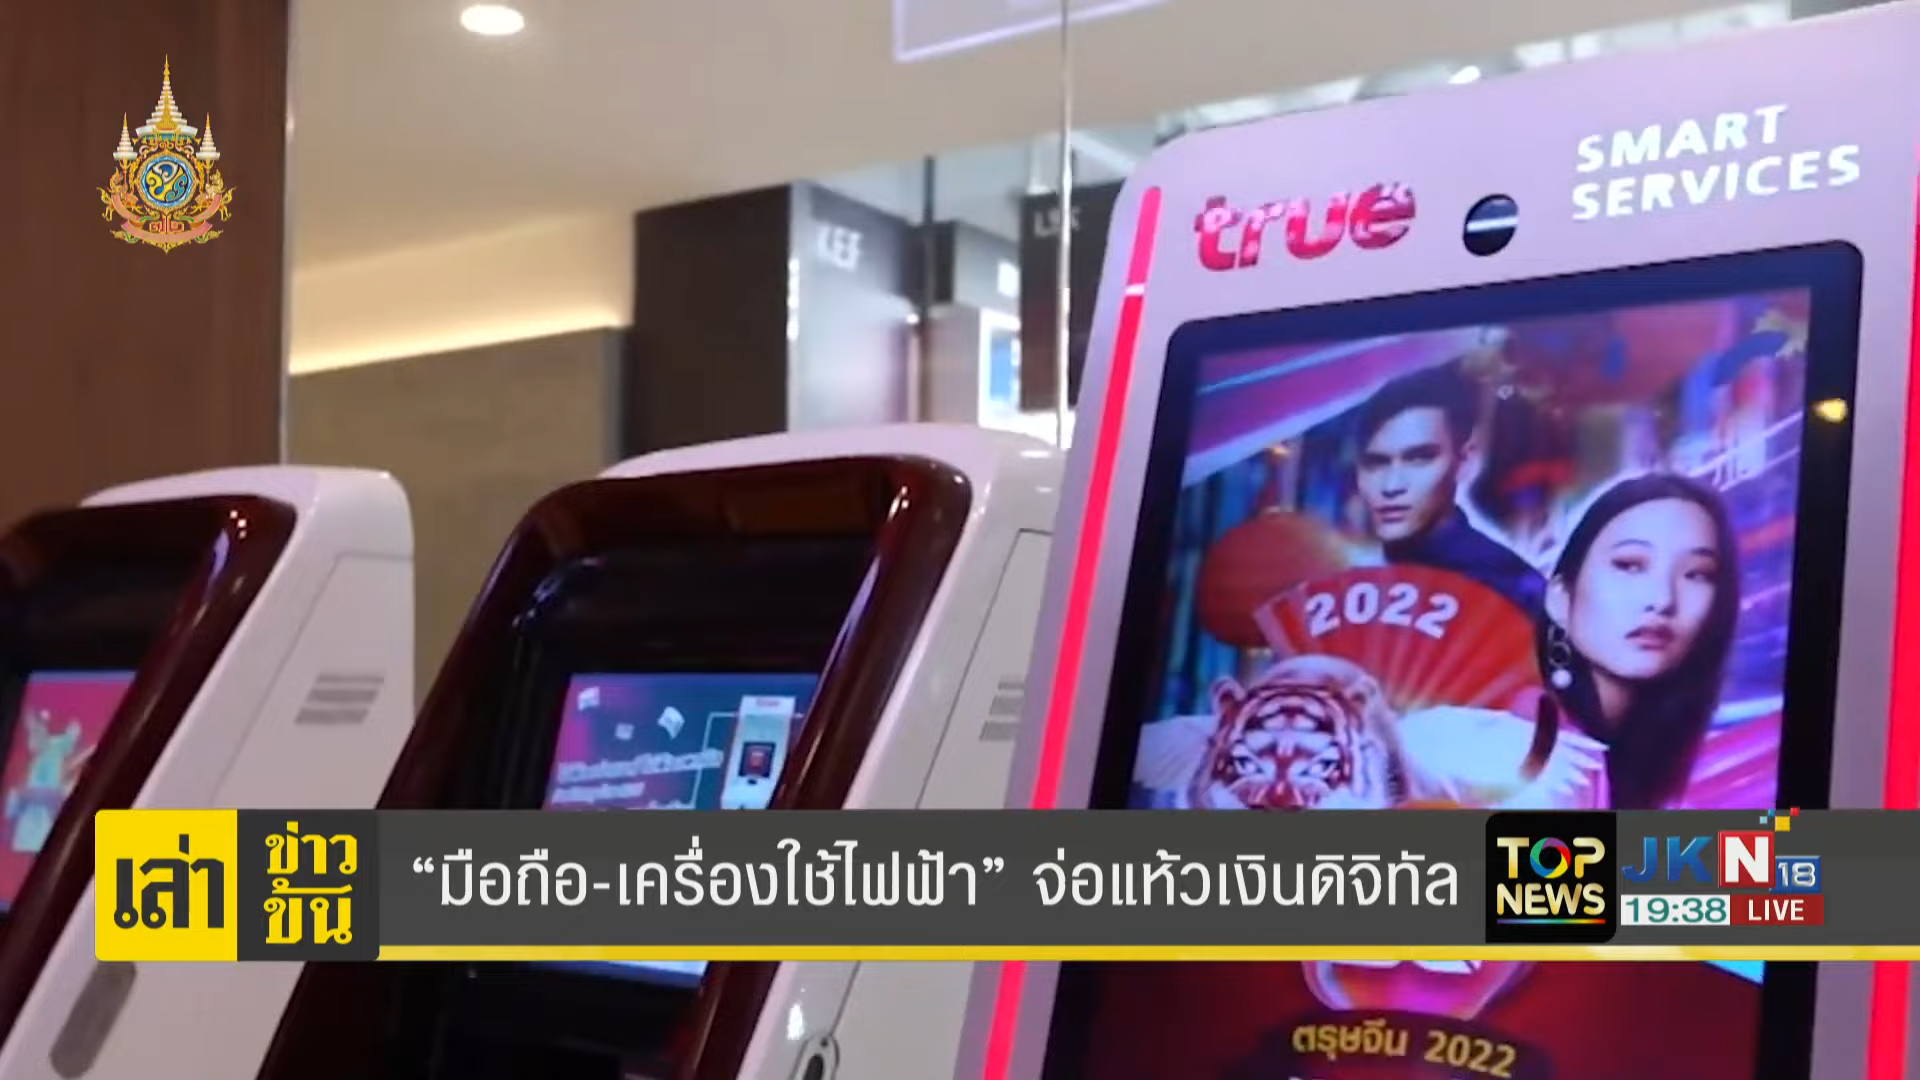 SMART
SERVICES
true
2022
เล่า
ข่าว
ข้น
“มือถือ-เครื่องใช้ไฟฟ้า” จ่อแห้วเงินดิจิทัล
TOP
NEWS
JKN18
19:38 LIVE
ตรุษจีน 2022